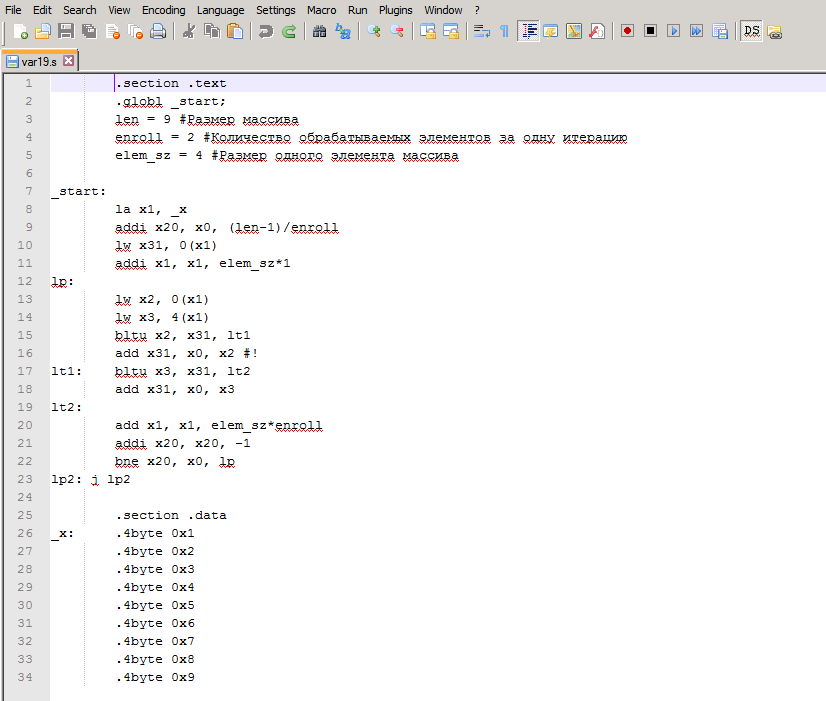 File Edit Search View Encoding Language Settings Macro Run Plugins Window ?
var19.s
1 .section .text
2 .globl _start;
3 len = 9 #Размер массива
4 enroll = 2 #Количество обрабатываемых элементов за одну итерацию
5 elem_sz = 4 #Размер одного элемента массива
6
7 _start:
8 la x1, _x
9 addi x20, x0, (len-1)/enroll
10 lw x31, 0(x1)
11 addi x1, x1, elem_sz*1
12 lp:
13 lw x2, 0(x1)
14 lw x3, 4(x1)
15 bltu x2, x31, lt1
16 add x31, x0, x2 #!
17 lt1: bltu x3, x31, lt2
18 add x31, x0, x3
19 lt2:
20 add x1, x1, elem_sz*enroll
21 addi x20, x20, -1
22 bne x20, x0, lp
23 lp2: j lp2
24
25 .section .data
26 _x: .4byte 0x1
27 .4byte 0x2
28 .4byte 0x3
29 .4byte 0x4
30 .4byte 0x5
31 .4byte 0x6
32 .4byte 0x7
33 .4byte 0x8
34 .4byte 0x9